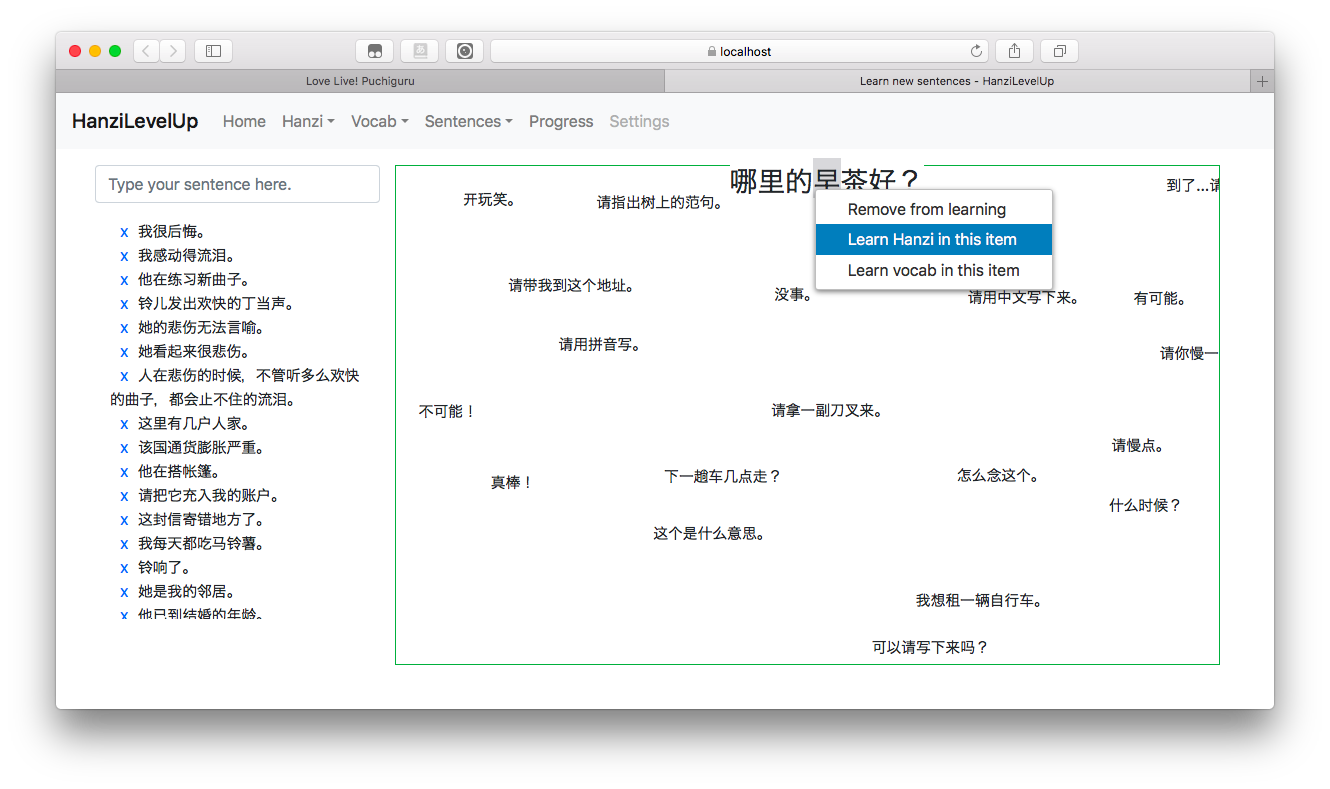 localhost
Love Live! Puchiguru
Learn new sentences - HanziLevelUp
HanziLevelUp Home Hanzi Vocab Sentences Progress Settings
Type your sentence here.
x 我很后悔。
x 我感动得流泪。
x 他在练习新曲子。
x 铃儿发出欢快的丁当声。
x 她的悲伤无法言喻。
x 她看起来很悲伤。
x 人在悲伤的时候，不管听多么欢快
的曲子，都会止不住的流泪。
x 这里有几户人家。
x 该国通货膨胀严重。
x 他在搭帐篷。
x 请把它充入我的账户。
x 这封信寄错地方了。
x 我每天都吃马铃薯。
x 铃响了。
x 她是我的邻居。
x 他已到结婚的年龄。
哪里的早茶好？
到了...请
开玩笑。
请指出树上的范句。
Remove from learning
Learn Hanzi in this item
Learn vocab in this item
请带我到这个地址。
没事。
请用中文写下来。
有可能。
请用拼音写。
请你慢一
不可能！
请拿一副刀叉来。
请慢点。
真棒！
下一趟车几点走？
怎么念这个。
什么时候？
这个是什么意思。
我想租一辆自行车。
可以请写下来吗？